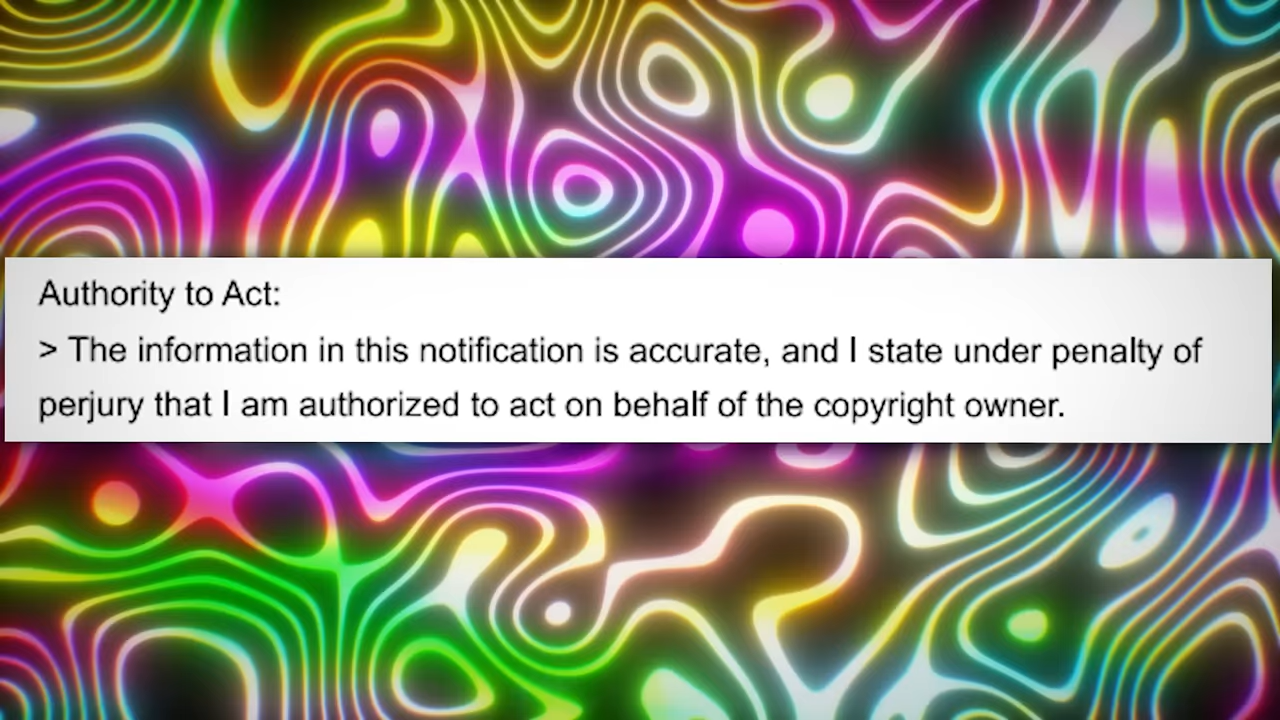 Authority to Act:
> The information in this notification is accurate, and I state under penalty of
perjury that I am authorized to act on behalf of the copyright owner.